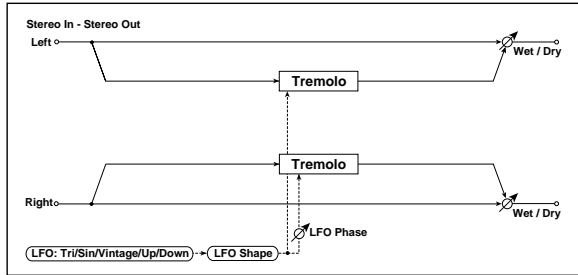 Stereo In - Stereo Out
Left
Wet / Dry
Tremolo
Tremolo
Right
Wet / Dry
LFO Phase
LFO: Tri/Sin/Vintage/Up/Down
LFO Shape